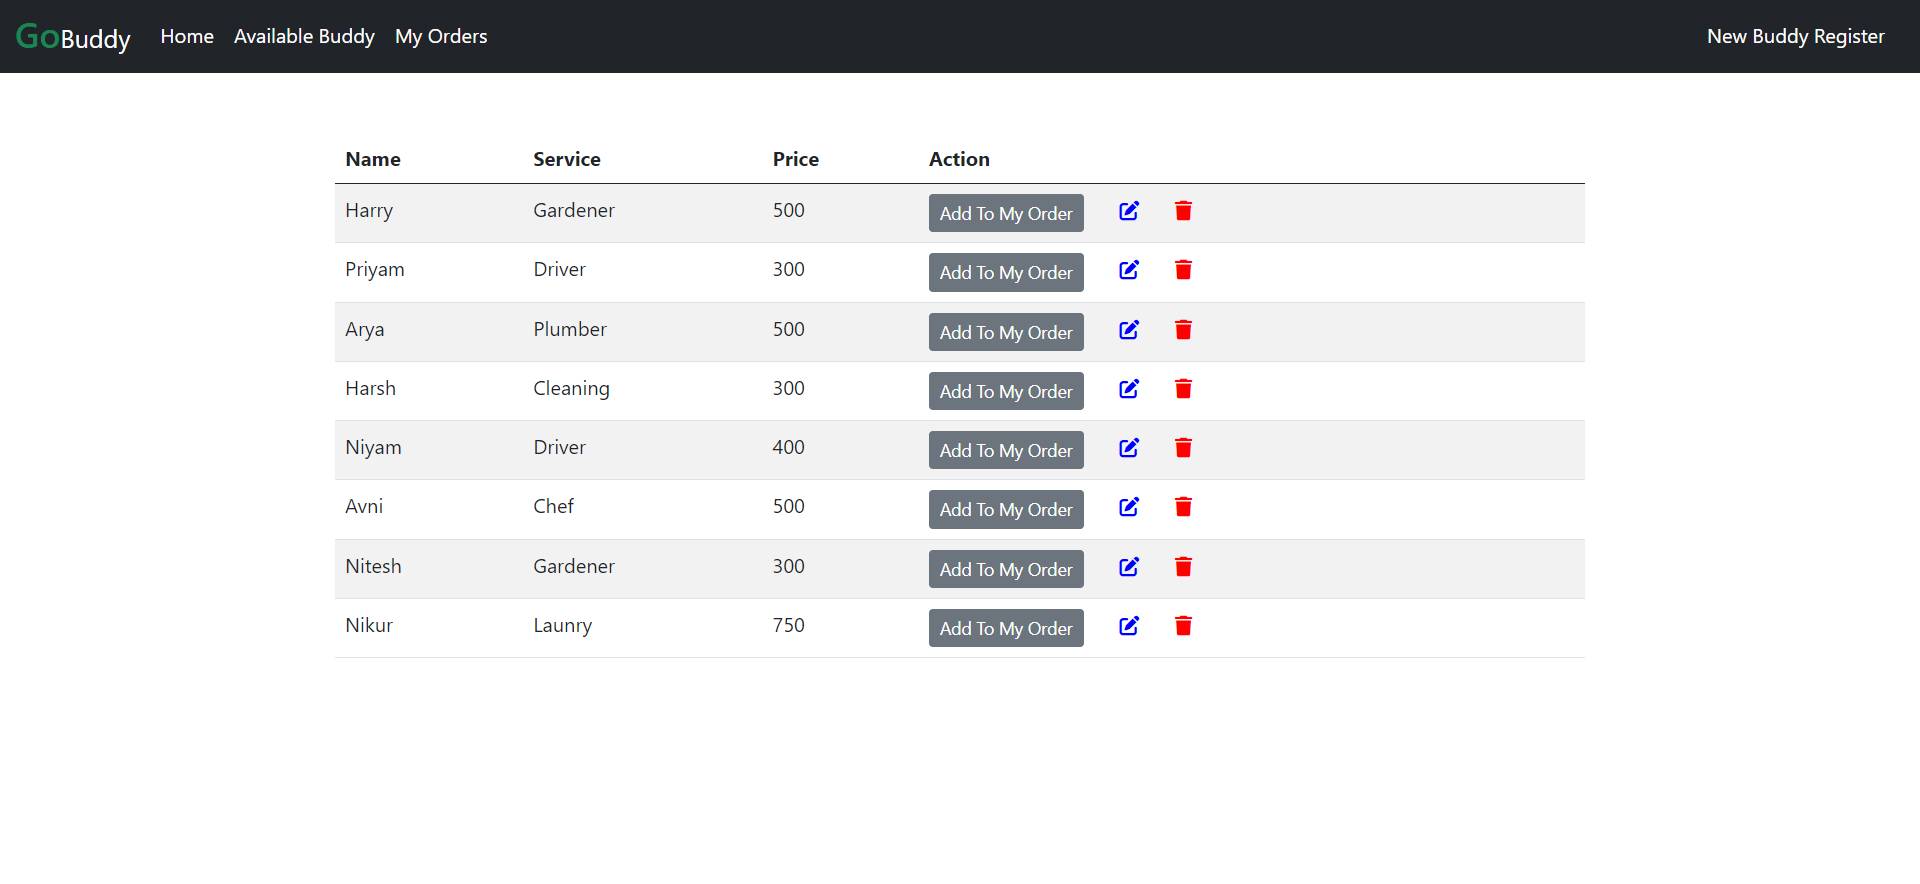 GoBuddy Home Available Buddy My Orders New Buddy Register
Name Service Price Action
Harry Gardener 500 Add To My Order
Priyam Driver 300 Add To My Order
Arya Plumber 500 Add To My Order
Harsh Cleaning 300 Add To My Order
Niyam Driver 400 Add To My Order
Avni Chef 500 Add To My Order
Nitesh Gardener 300 Add To My Order
Nikur Launry 750 Add To My Order